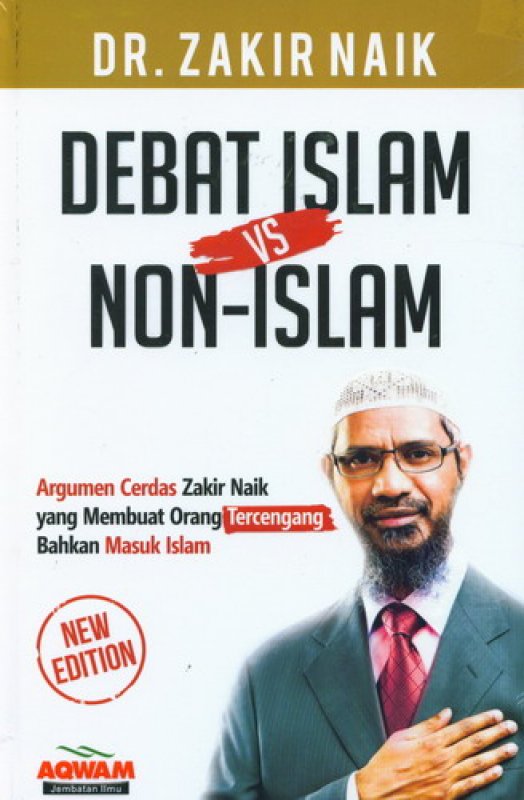 DR. ZAKIR NAIK
DEBAT ISLAM
VS
NON-ISLAM
Argumen Cerdas Zakir Naik
yang Membuat Orang Tercengang
Bahkan Masuk Islam
NEW
EDITION
AQWAM
Jembatan Ilmu